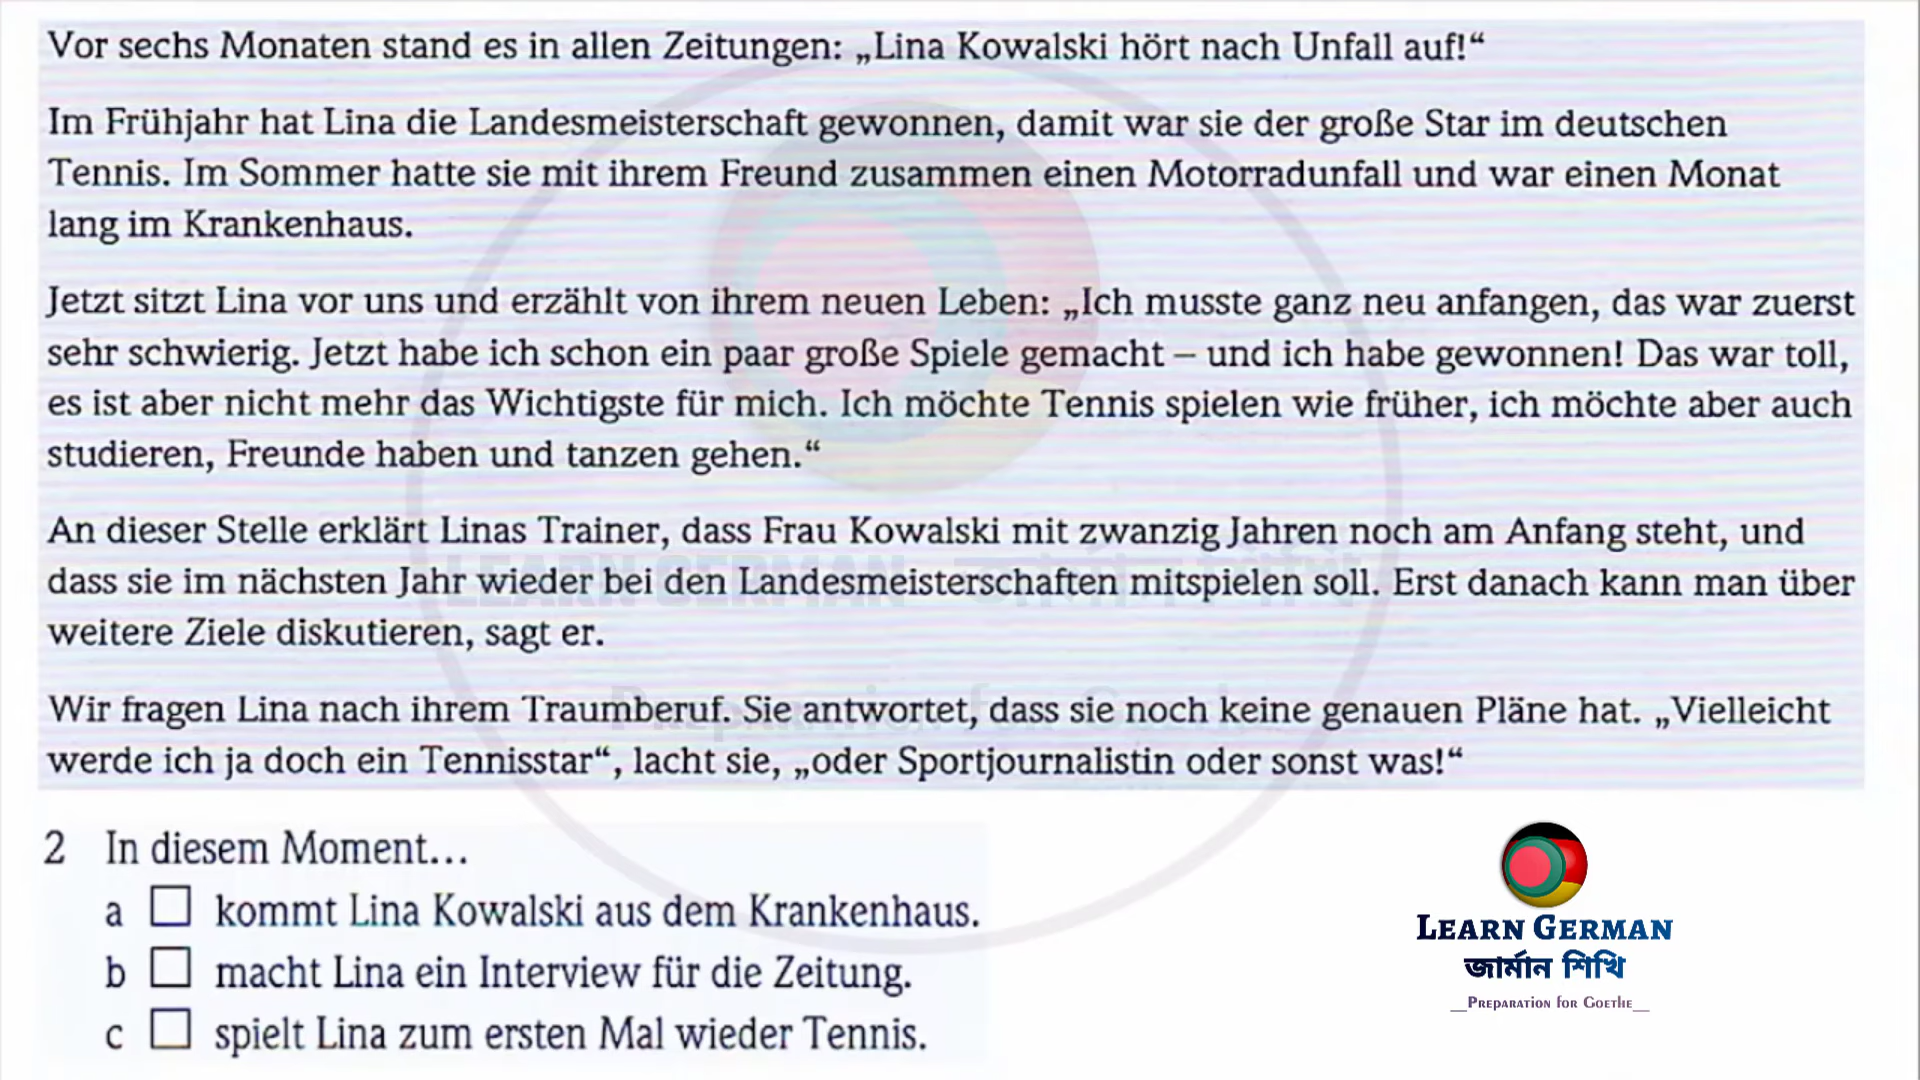 Vor sechs Monaten stand es in allen Zeitungen: „Lina Kowalski hört nach Unfall auf!“
Im Frühjahr hat Lina die Landesmeisterschaft gewonnen, damit war sie der große Star im deutschen
Tennis. Im Sommer hatte sie mit ihrem Freund zusammen einen Motorradunfall und war einen Monat
lang im Krankenhaus.
Jetzt sitzt Lina vor uns und erzählt von ihrem neuen Leben: „Ich musste ganz neu anfangen, das war zuerst
sehr schwierig. Jetzt habe ich schon ein paar große Spiele gemacht – und ich habe gewonnen! Das war toll,
es ist aber nicht mehr das Wichtigste für mich. Ich möchte Tennis spielen wie früher, ich möchte aber auch
studieren, Freunde haben und tanzen gehen.“
An dieser Stelle erklärt Linas Trainer, dass Frau Kowalski mit zwanzig Jahren noch am Anfang steht, und
dass sie im nächsten Jahr wieder bei den Landesmeisterschaften mitspielen soll. Erst danach kann man über
weitere Ziele diskutieren, sagt er.
Wir fragen Lina nach ihrem Traumberuf. Sie antwortet, dass sie noch keine genauen Pläne hat. „Vielleicht
werde ich ja doch ein Tennisstar“, lacht sie, „oder Sportjournalistin oder sonst was!“
2 In diesem Moment...
a kommt Lina Kowalski aus dem Krankenhaus.
b macht Lina ein Interview für die Zeitung.
c spielt Lina zum ersten Mal wieder Tennis.
LEARN GERMAN
জার্মান শিখি
__Preparation for Goethe__